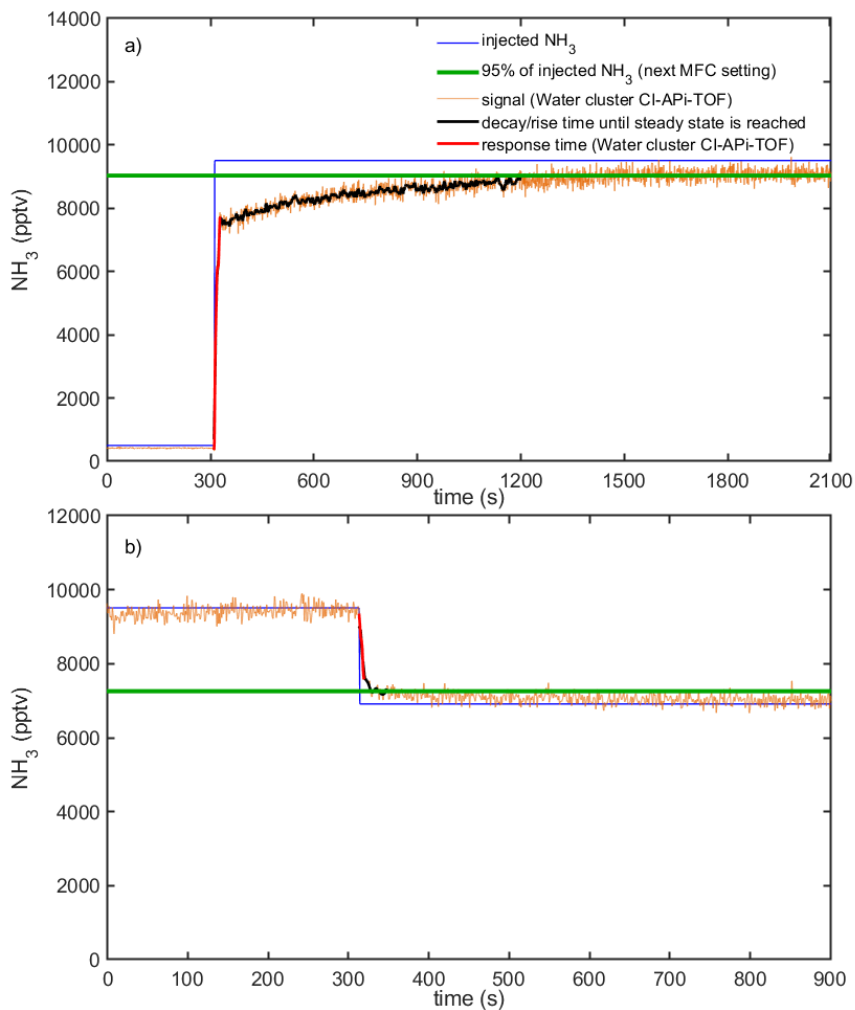 a)
injected NH3
95% of injected NH3 (next MFC setting)
signal (Water cluster CI-APi-TOF)
decay/rise time until steady state is reached
response time (Water cluster CI-APi-TOF)
14000
12000
10000
8000
6000
4000
2000
0
NH3 (pptv)
0 300 600 900 1200 1500 1800 2100
time (s)
b)
12000
10000
8000
6000
4000
2000
0
NH3 (pptv)
0 100 200 300 400 500 600 700 800 900
time (s)